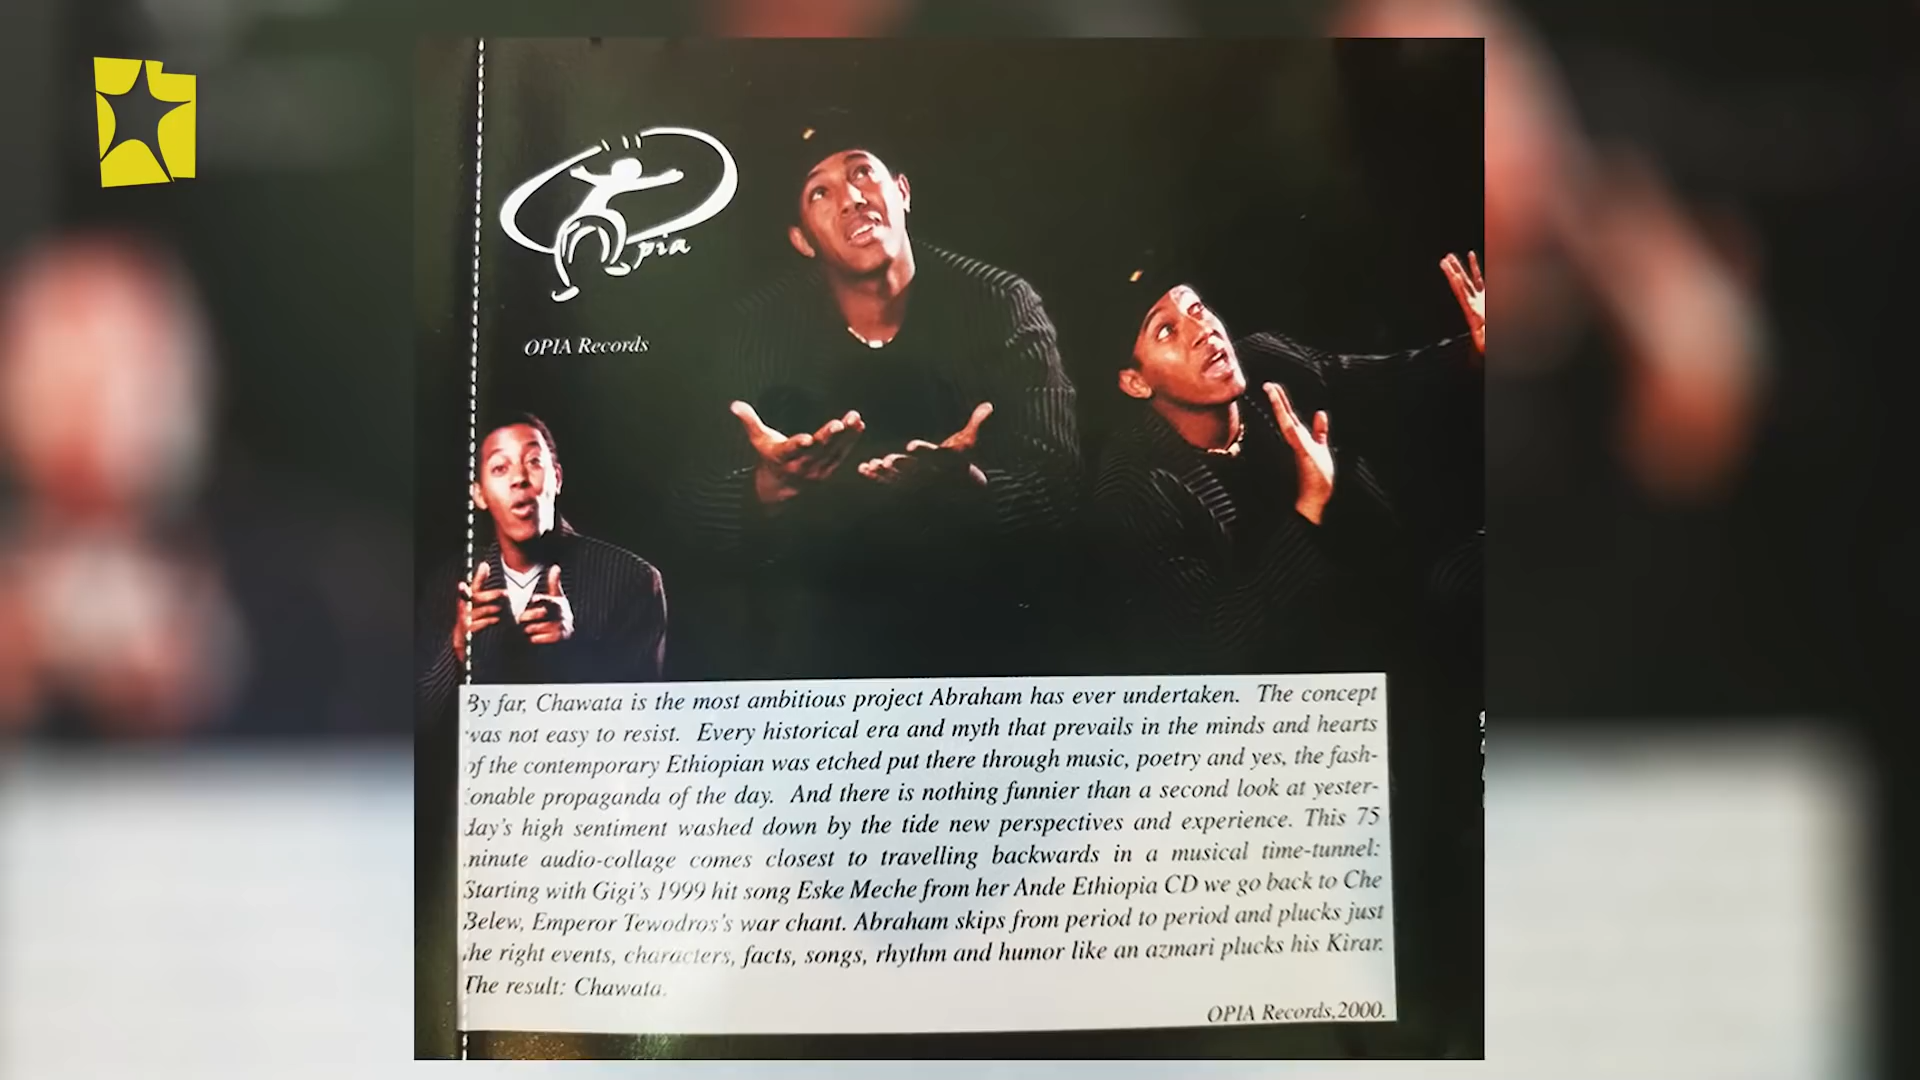 pia
OPIA Records
By far, Chawata is the most ambitious project Abraham has ever undertaken. The concept
was not easy to resist. Every historical era and myth that prevails in the minds and hearts
of the contemporary Ethiopian was etched put there through music, poetry and yes, the fash-
ionable propaganda of the day. And there is nothing funnier than a second look at yester-
day's high sentiment washed down by the tide new perspectives and experience. This 75
minute audio-collage comes closest to travelling backwards in a musical time-tunnel:
Starting with Gigi's 1999 hit song Eske Meche from her Ande Ethiopia CD we go back to Che
Belew, Emperor Tewodros's war chant. Abraham skips from period to period and plucks just
the right events, characters, facts, songs, rhythm and humor like an azmari plucks his Kirar.
The result: Chawata.
OPIA Records,2000.